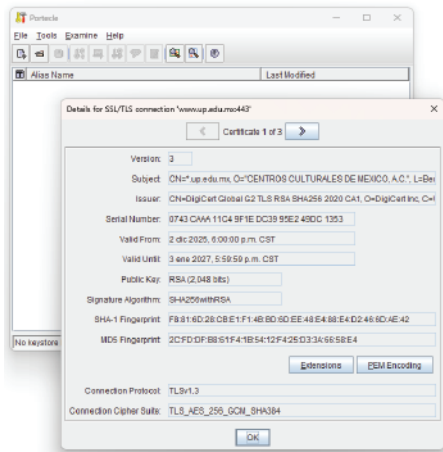 Portecle
File Tools Examine Help
Alias Name Last Modified
Details for SSL/TLS connection 'www.up.edu.mx:443'
Certificate 1 of 3
Version: 3
Subject: CN=*.up.edu.mx, O="CENTROS CULTURALES DE MEXICO, A.C.", L=Ben
Issuer: CN=DigiCert Global G2 TLS RSA SHA256 2020 CA1, O=DigiCert Inc, C=U
Serial Number: 0743 CAAA 11C4 9F1E DC39 95E2 49DC 1353
Valid From: 2 dic 2025, 6:00:00 p.m. CST
Valid Until: 3 ene 2027, 5:59:59 p.m. CST
Public Key: RSA (2,048 bits)
Signature Algorithm: SHA256withRSA
SHA-1 Fingerprint: F8:81:6D:28:CB:E1:F1:4B:BD:6D:EE:48:E4:88:E4:D2:46:6D:AE:42
MD5 Fingerprint: 2C:FD:DF:B8:51:F4:1B:54:12:F4:25:D3:3A:66:58:E4
Extensions PEM Encoding
No keystore
Connection Protocol: TLSv1.3
Connection Cipher Suite: TLS_AES_256_GCM_SHA384
OK